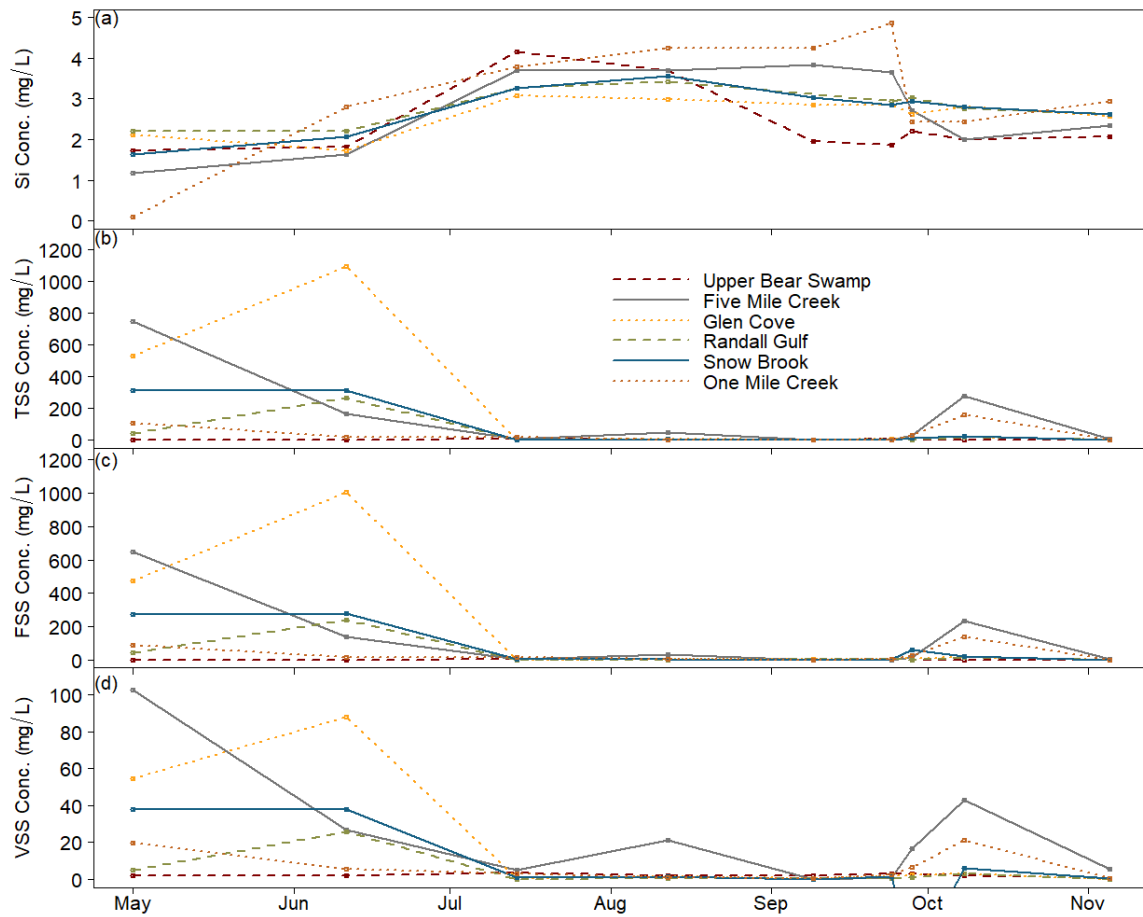 (a)
5
4
3
2
1
0
Si Conc. (mg/L)
(b)
1200
1000
800
600
400
200
0
TSS Conc. (mg/L)
Upper Bear Swamp
Five Mile Creek
Glen Cove
Randall Gulf
Snow Brook
One Mile Creek
(c)
1200
1000
800
600
400
200
0
FSS Conc. (mg/L)
(d)
100
80
60
40
20
0
VSS Conc. (mg/L)
May Jun Jul Aug Sep Oct Nov